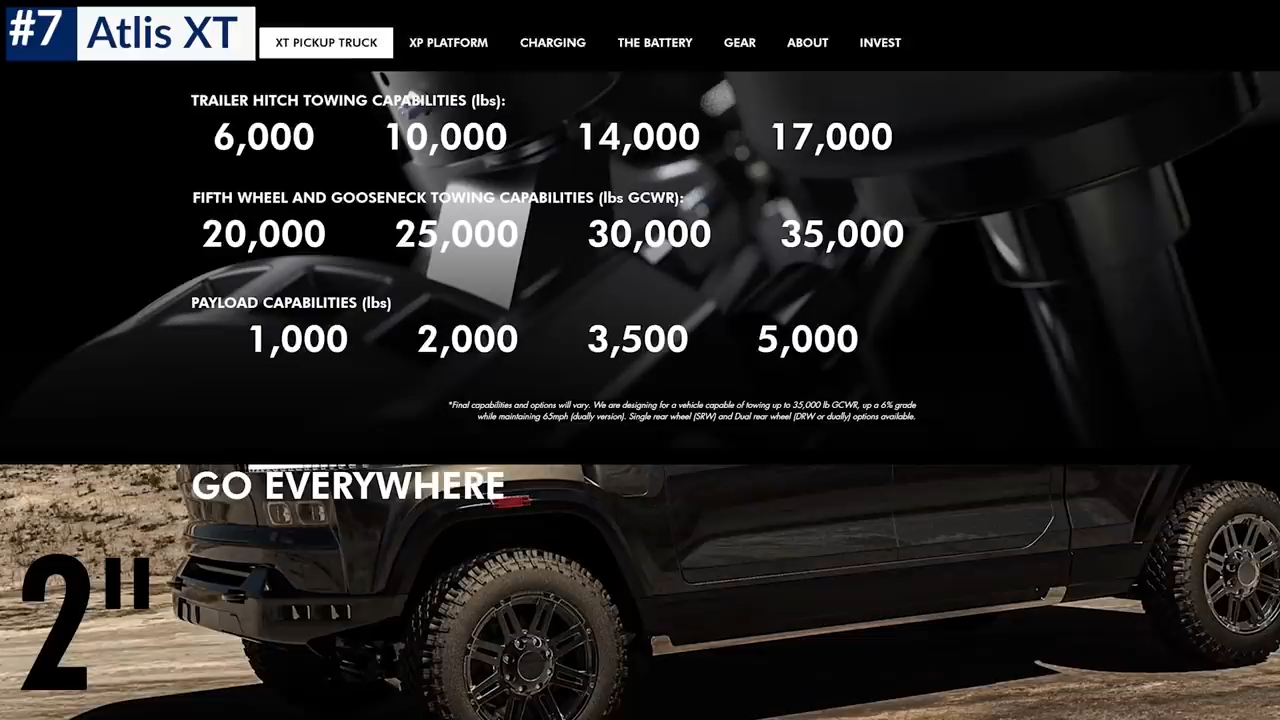 #7 Atlis XT
XT PICKUP TRUCK XP PLATFORM CHARGING THE BATTERY GEAR ABOUT INVEST
TRAILER HITCH TOWING CAPABILITIES (lbs):
6,000 10,000 14,000 17,000
FIFTH WHEEL AND GOOSENECK TOWING CAPABILITIES (lbs GCWR):
20,000 25,000 30,000 35,000
PAYLOAD CAPABILITIES (lbs)
1,000 2,000 3,500 5,000
*Final capabilities and options will vary. We are designing for a vehicle capable of towing up to 35,000 lb GCWR, up a 6% grade
while maintaining 65mph (dually version). Single rear wheel (SRW) and Dual rear wheel (DRW or dually) options available.
GO EVERYWHERE
2"